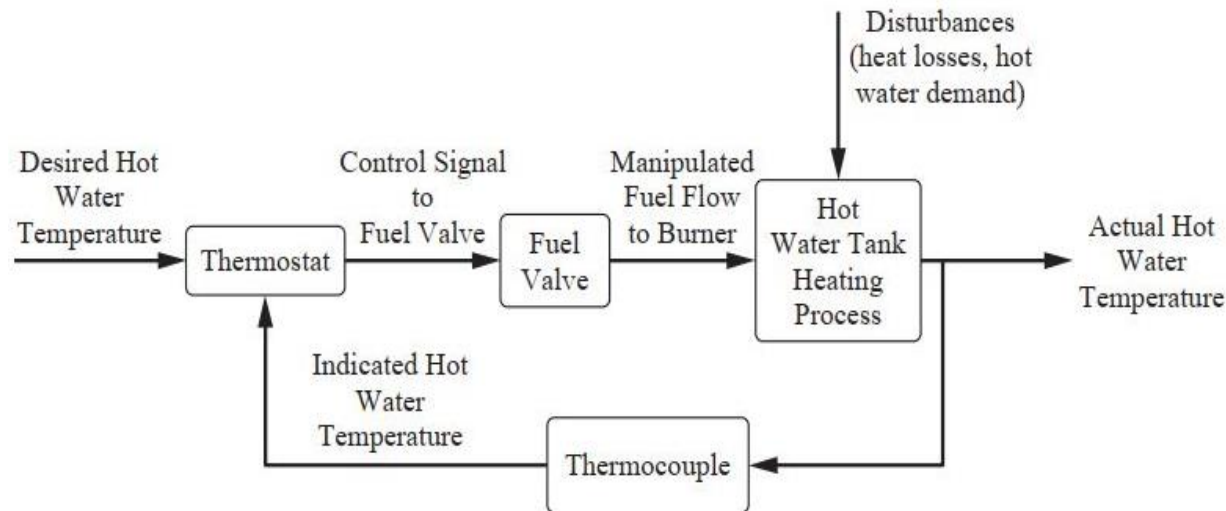 Disturbances
(heat losses, hot
water demand)
Desired Hot
Water
Temperature
Control Signal
to
Fuel Valve
Manipulated
Fuel Flow
to Burner
Thermostat
Fuel
Valve
Hot
Water Tank
Heating
Process
Actual Hot
Water
Temperature
Indicated Hot
Water
Temperature
Thermocouple